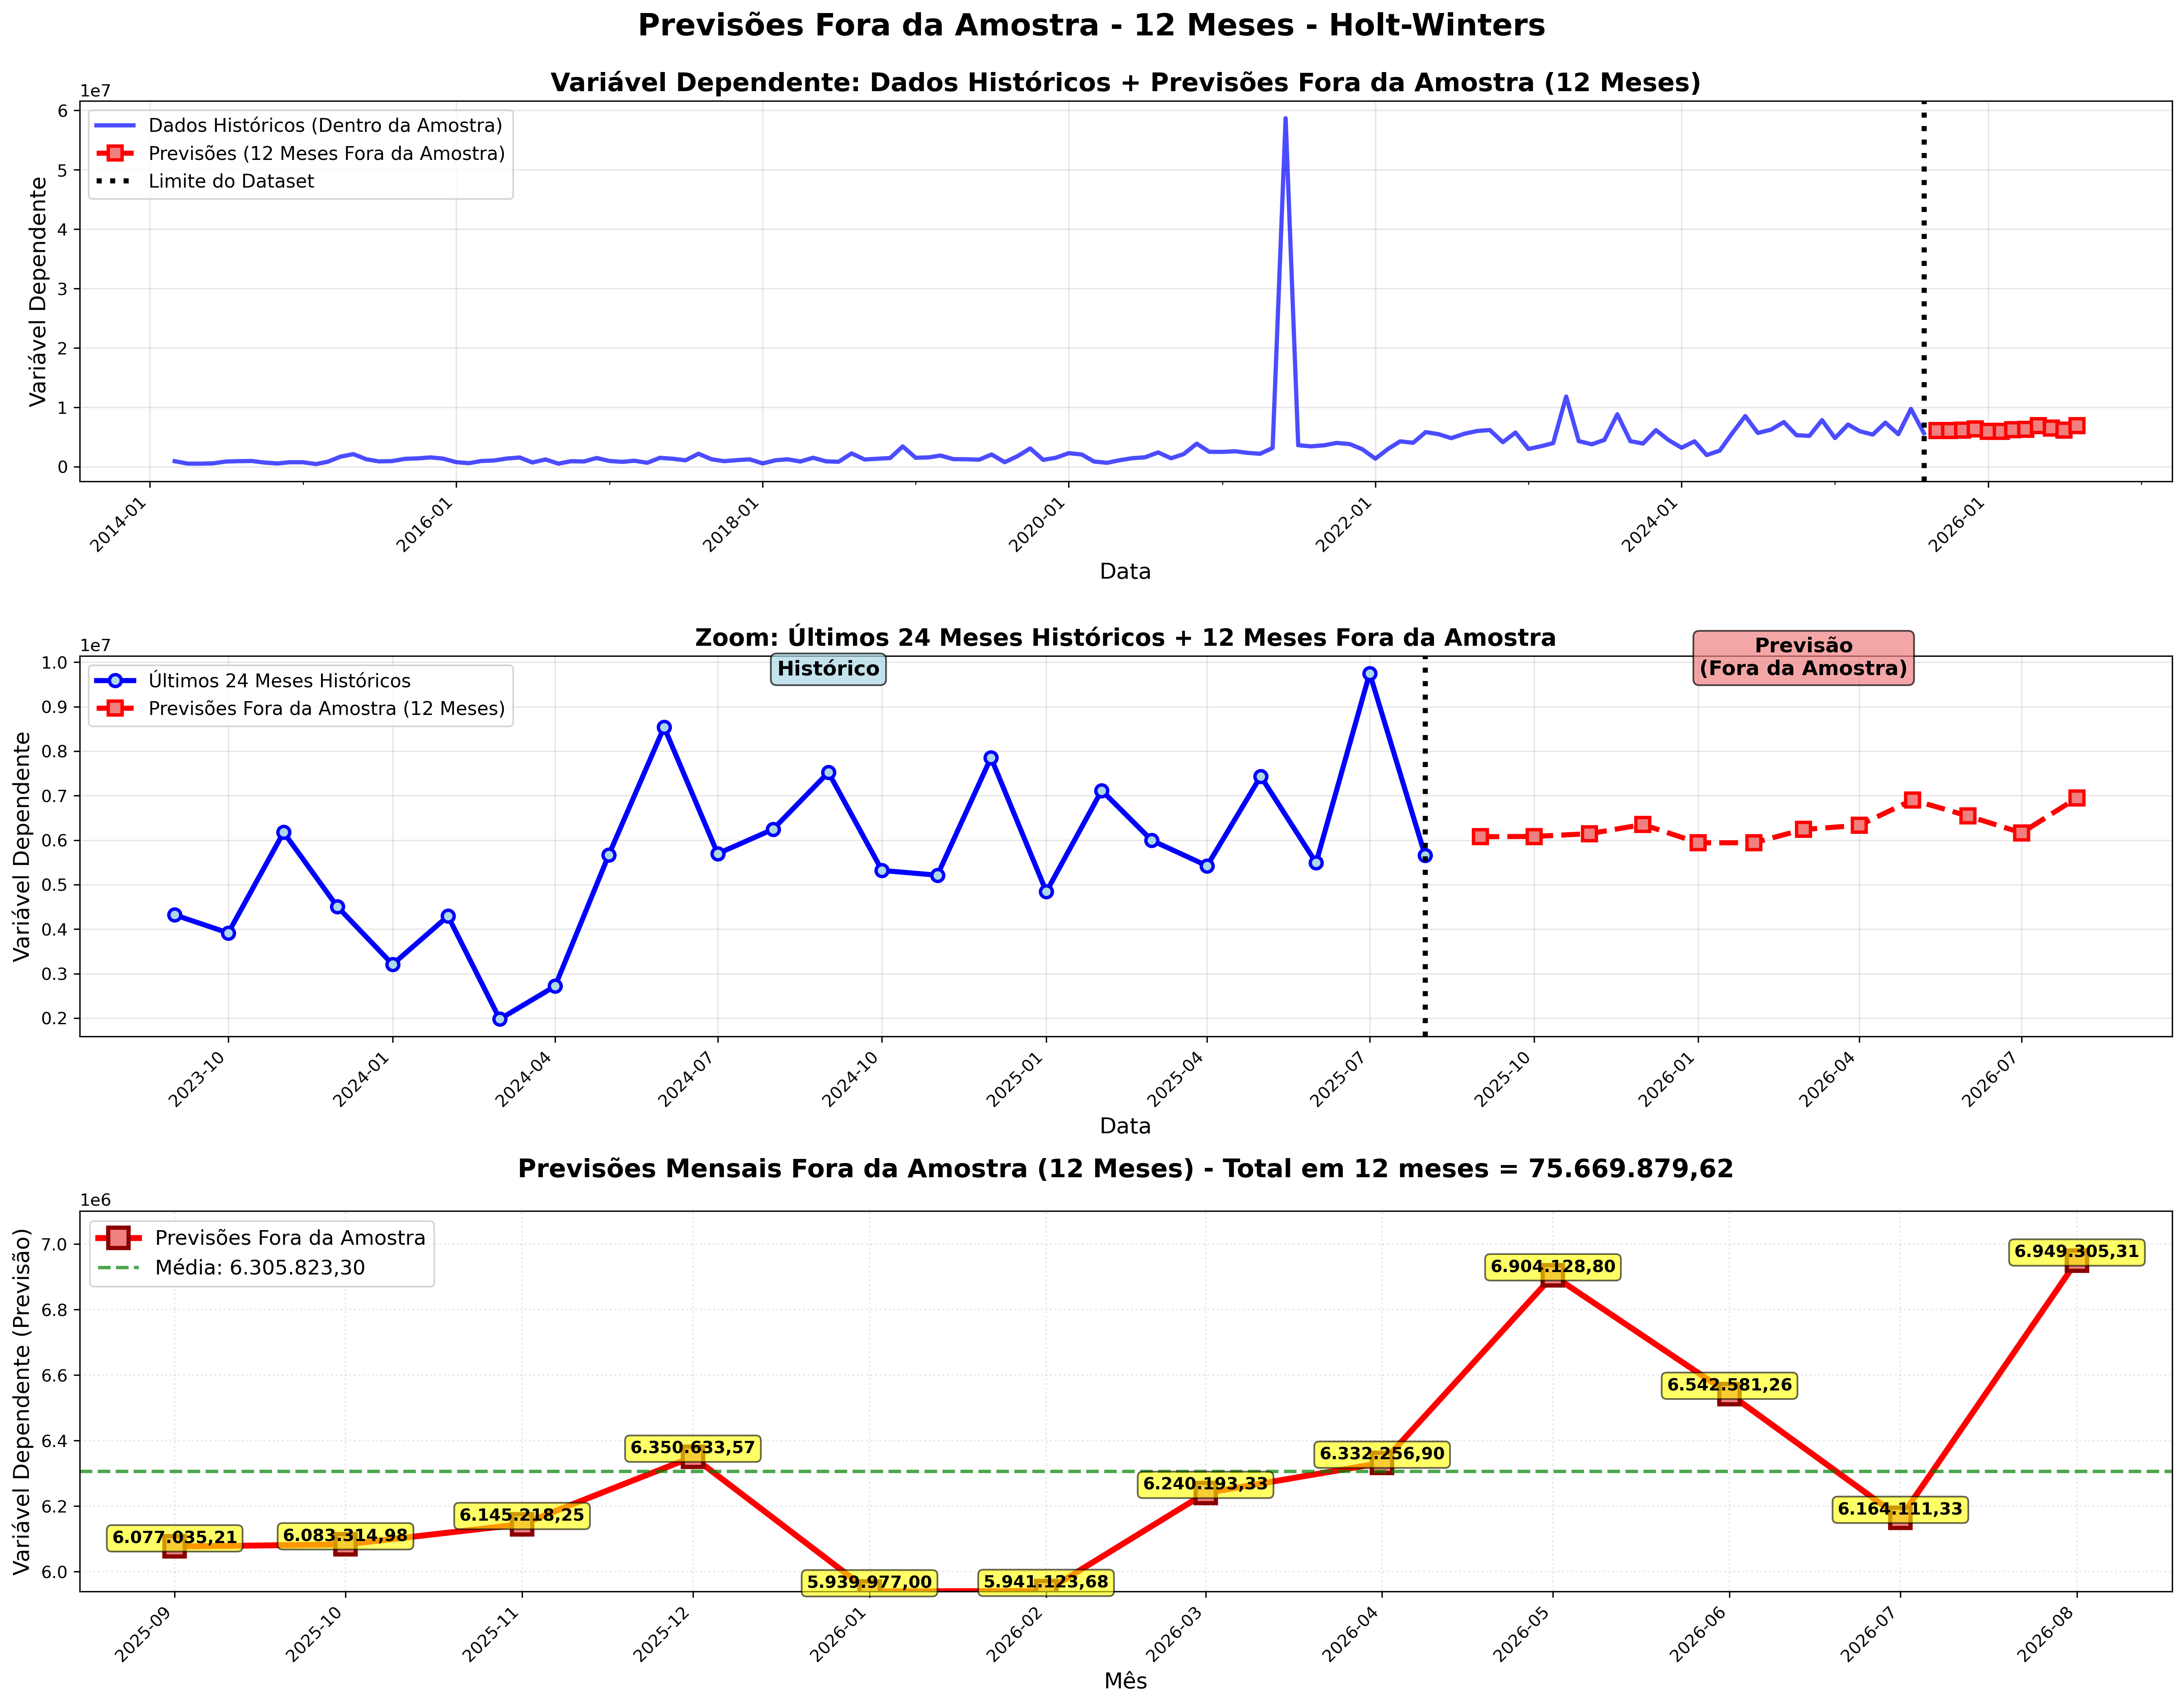 Previsões Fora da Amostra - 12 Meses - Holt-Winters
Variável Dependente: Dados Históricos + Previsões Fora da Amostra (12 Meses)
1e7
Dados Históricos (Dentro da Amostra)
Previsões (12 Meses Fora da Amostra)
Limite do Dataset
Variável Dependente
6
5
4
3
2
1
0
2014-01
2016-01
2018-01
2020-01
2022-01
2024-01
2026-01
Data
Zoom: Últimos 24 Meses Históricos + 12 Meses Fora da Amostra
1e7
Últimos 24 Meses Históricos
Previsões Fora da Amostra (12 Meses)
Histórico
Previsão
(Fora da Amostra)
Variável Dependente
1.0
0.9
0.8
0.7
0.6
0.5
0.4
0.3
0.2
2023-10
2024-01
2024-04
2024-07
2024-10
2025-01
2025-04
2025-07
2025-10
2026-01
2026-04
2026-07
Data
Previsões Mensais Fora da Amostra (12 Meses) - Total em 12 meses = 75.669.879,62
1e6
Previsões Fora da Amostra
Média: 6.305.823,30
Variável Dependente (Previsão)
7.0
6.8
6.6
6.4
6.2
6.0
6.077.035,21
6.083.314,98
6.145.218,25
6.350.633,57
5.939.977,00
5.941.123,68
6.240.193,33
6.332.256,90
6.904.128,80
6.542.581,26
6.164.111,33
6.949.305,31
2025-09
2025-10
2025-11
2025-12
2026-01
2026-02
2026-03
2026-04
2026-05
2026-06
2026-07
2026-08
Mês